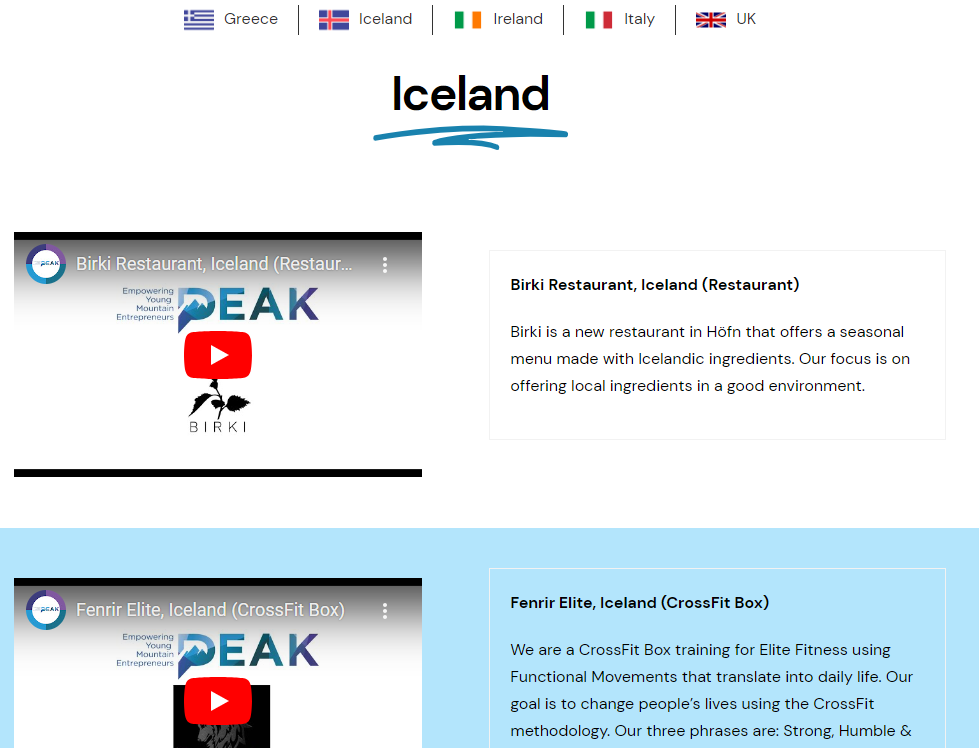 Greece
Iceland
Ireland
Italy
UK
Iceland
Birki Restaurant, Iceland (Restaur...
Empowering
Young
Mountain
Entrepreneurs
PEAK
BIRKI
Birki Restaurant, Iceland (Restaurant)
Birki is a new restaurant in Höfn that offers a seasonal
menu made with Icelandic ingredients. Our focus is on
offering local ingredients in a good environment.
Fenrir Elite, Iceland (CrossFit Box)
Empowering
Young
Mountain
Entrepreneurs
PEAK
Fenrir Elite, Iceland (CrossFit Box)
We are a CrossFit Box training for Elite Fitness using
Functional Movements that translate into daily life. Our
goal is to change people’s lives using the CrossFit
methodology. Our three phrases are: Strong, Humble &